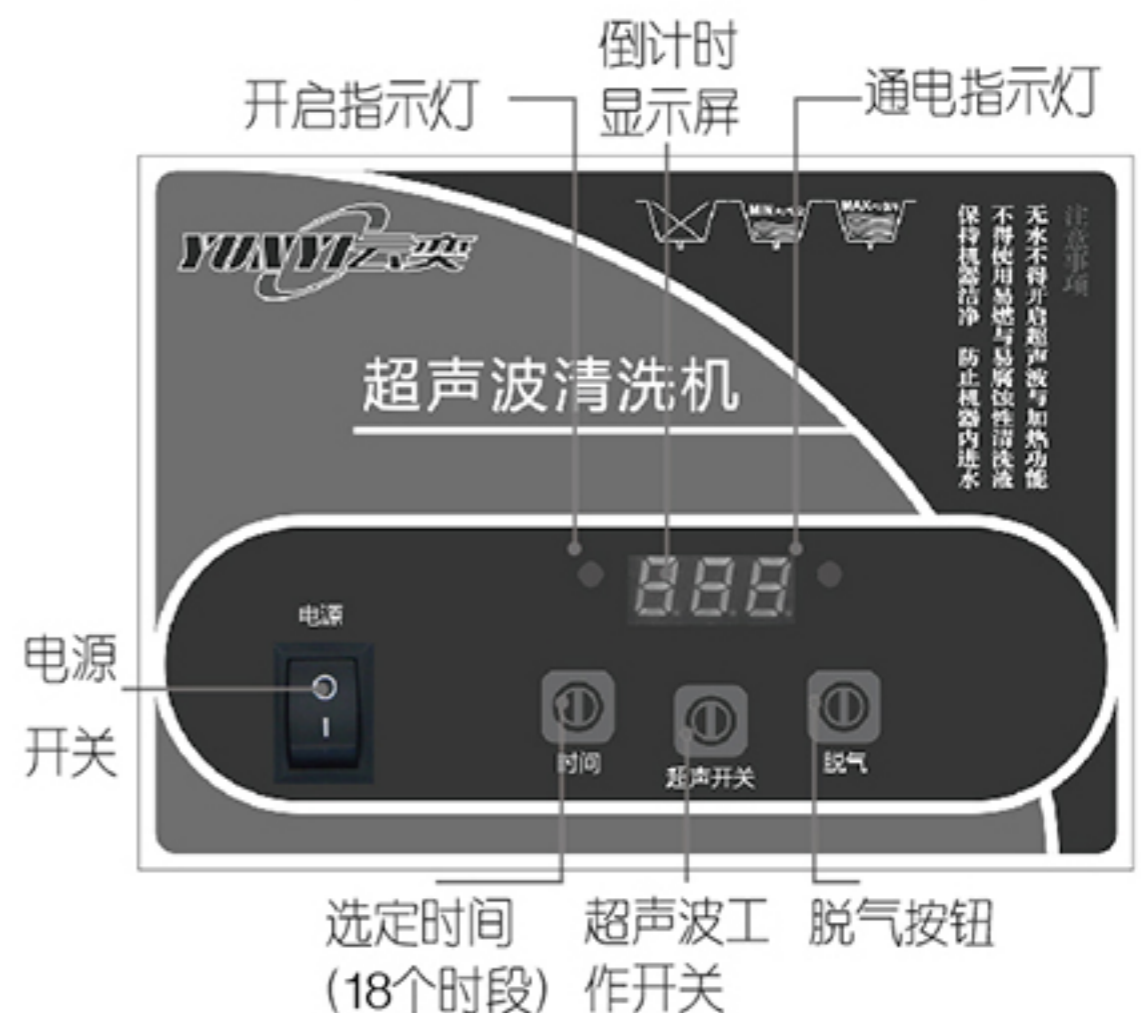 倒计时
显示屏
开启指示灯
通电指示灯
YUNYI云奕
MIN
MAX
注意事项
无水不得开启超声波与加热功能
不得使用易燃与易腐蚀性清洗液
保持机器洁净 防止机器内进水
超声波清洗机
888
电源
电源
开关
时间
超声开关
脱气
选定时间
(18个时段)
超声波工
作开关
脱气按钮